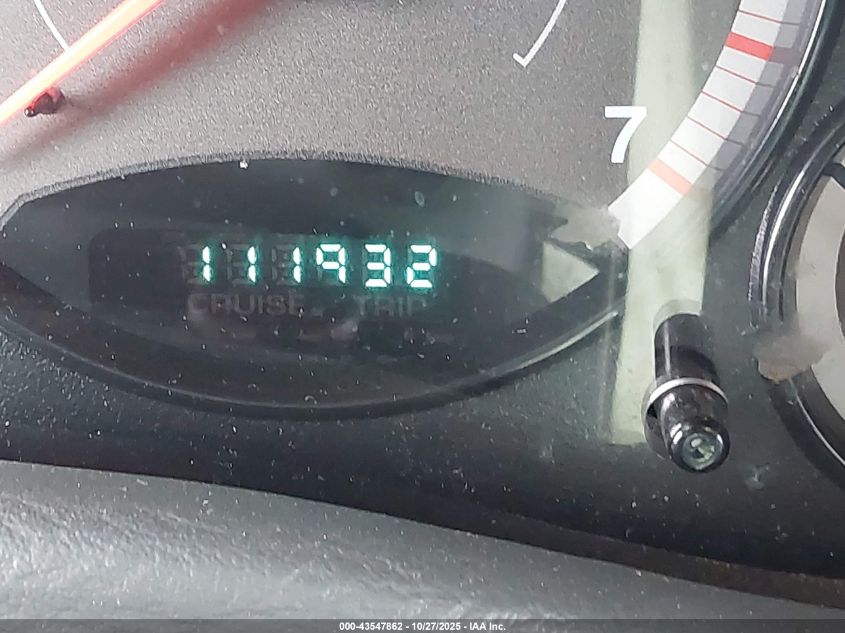 7
111932
CRUISE TRIP
000-43547862 - 10/27/2025 - IAA Inc.